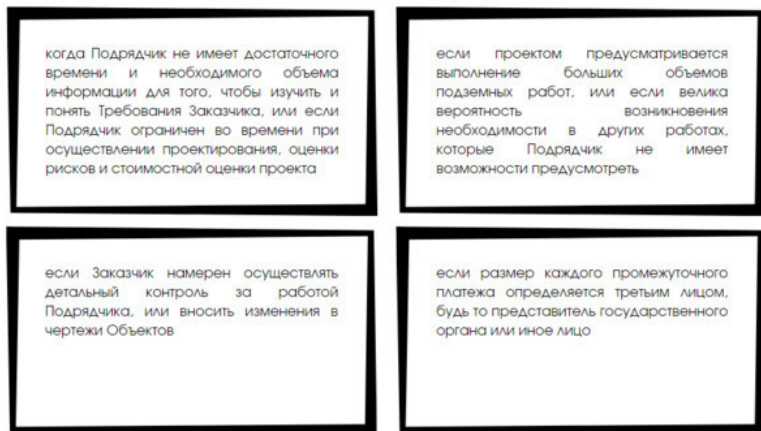 когда Подрядчик не имеет достаточного
времени и необходимого объема
информации для того, чтобы изучить и
понять Требования Заказчика, или если
Подрядчик ограничен во времени при
осуществлении проектирования, оценки
рисков и стоимостной оценки проекта
если проектом предусматривается
выполнение больших объемов
подземных работ, или если велика
вероятность возникновения
необходимости в других работах,
которые Подрядчик не имеет
возможности предусмотреть
если Заказчик намерен осуществлять
детальный контроль за работой
Подрядчика, или вносить изменения в
чертежи Объектов
если размер каждого промежуточного
платежа определяется третьим лицом,
будь то представитель государственного
органа или иное лицо